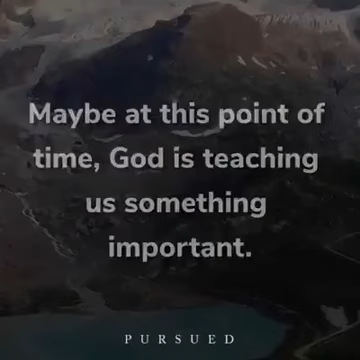 Maybe at this point of
time, God is teaching
us something
important.
PURSUED